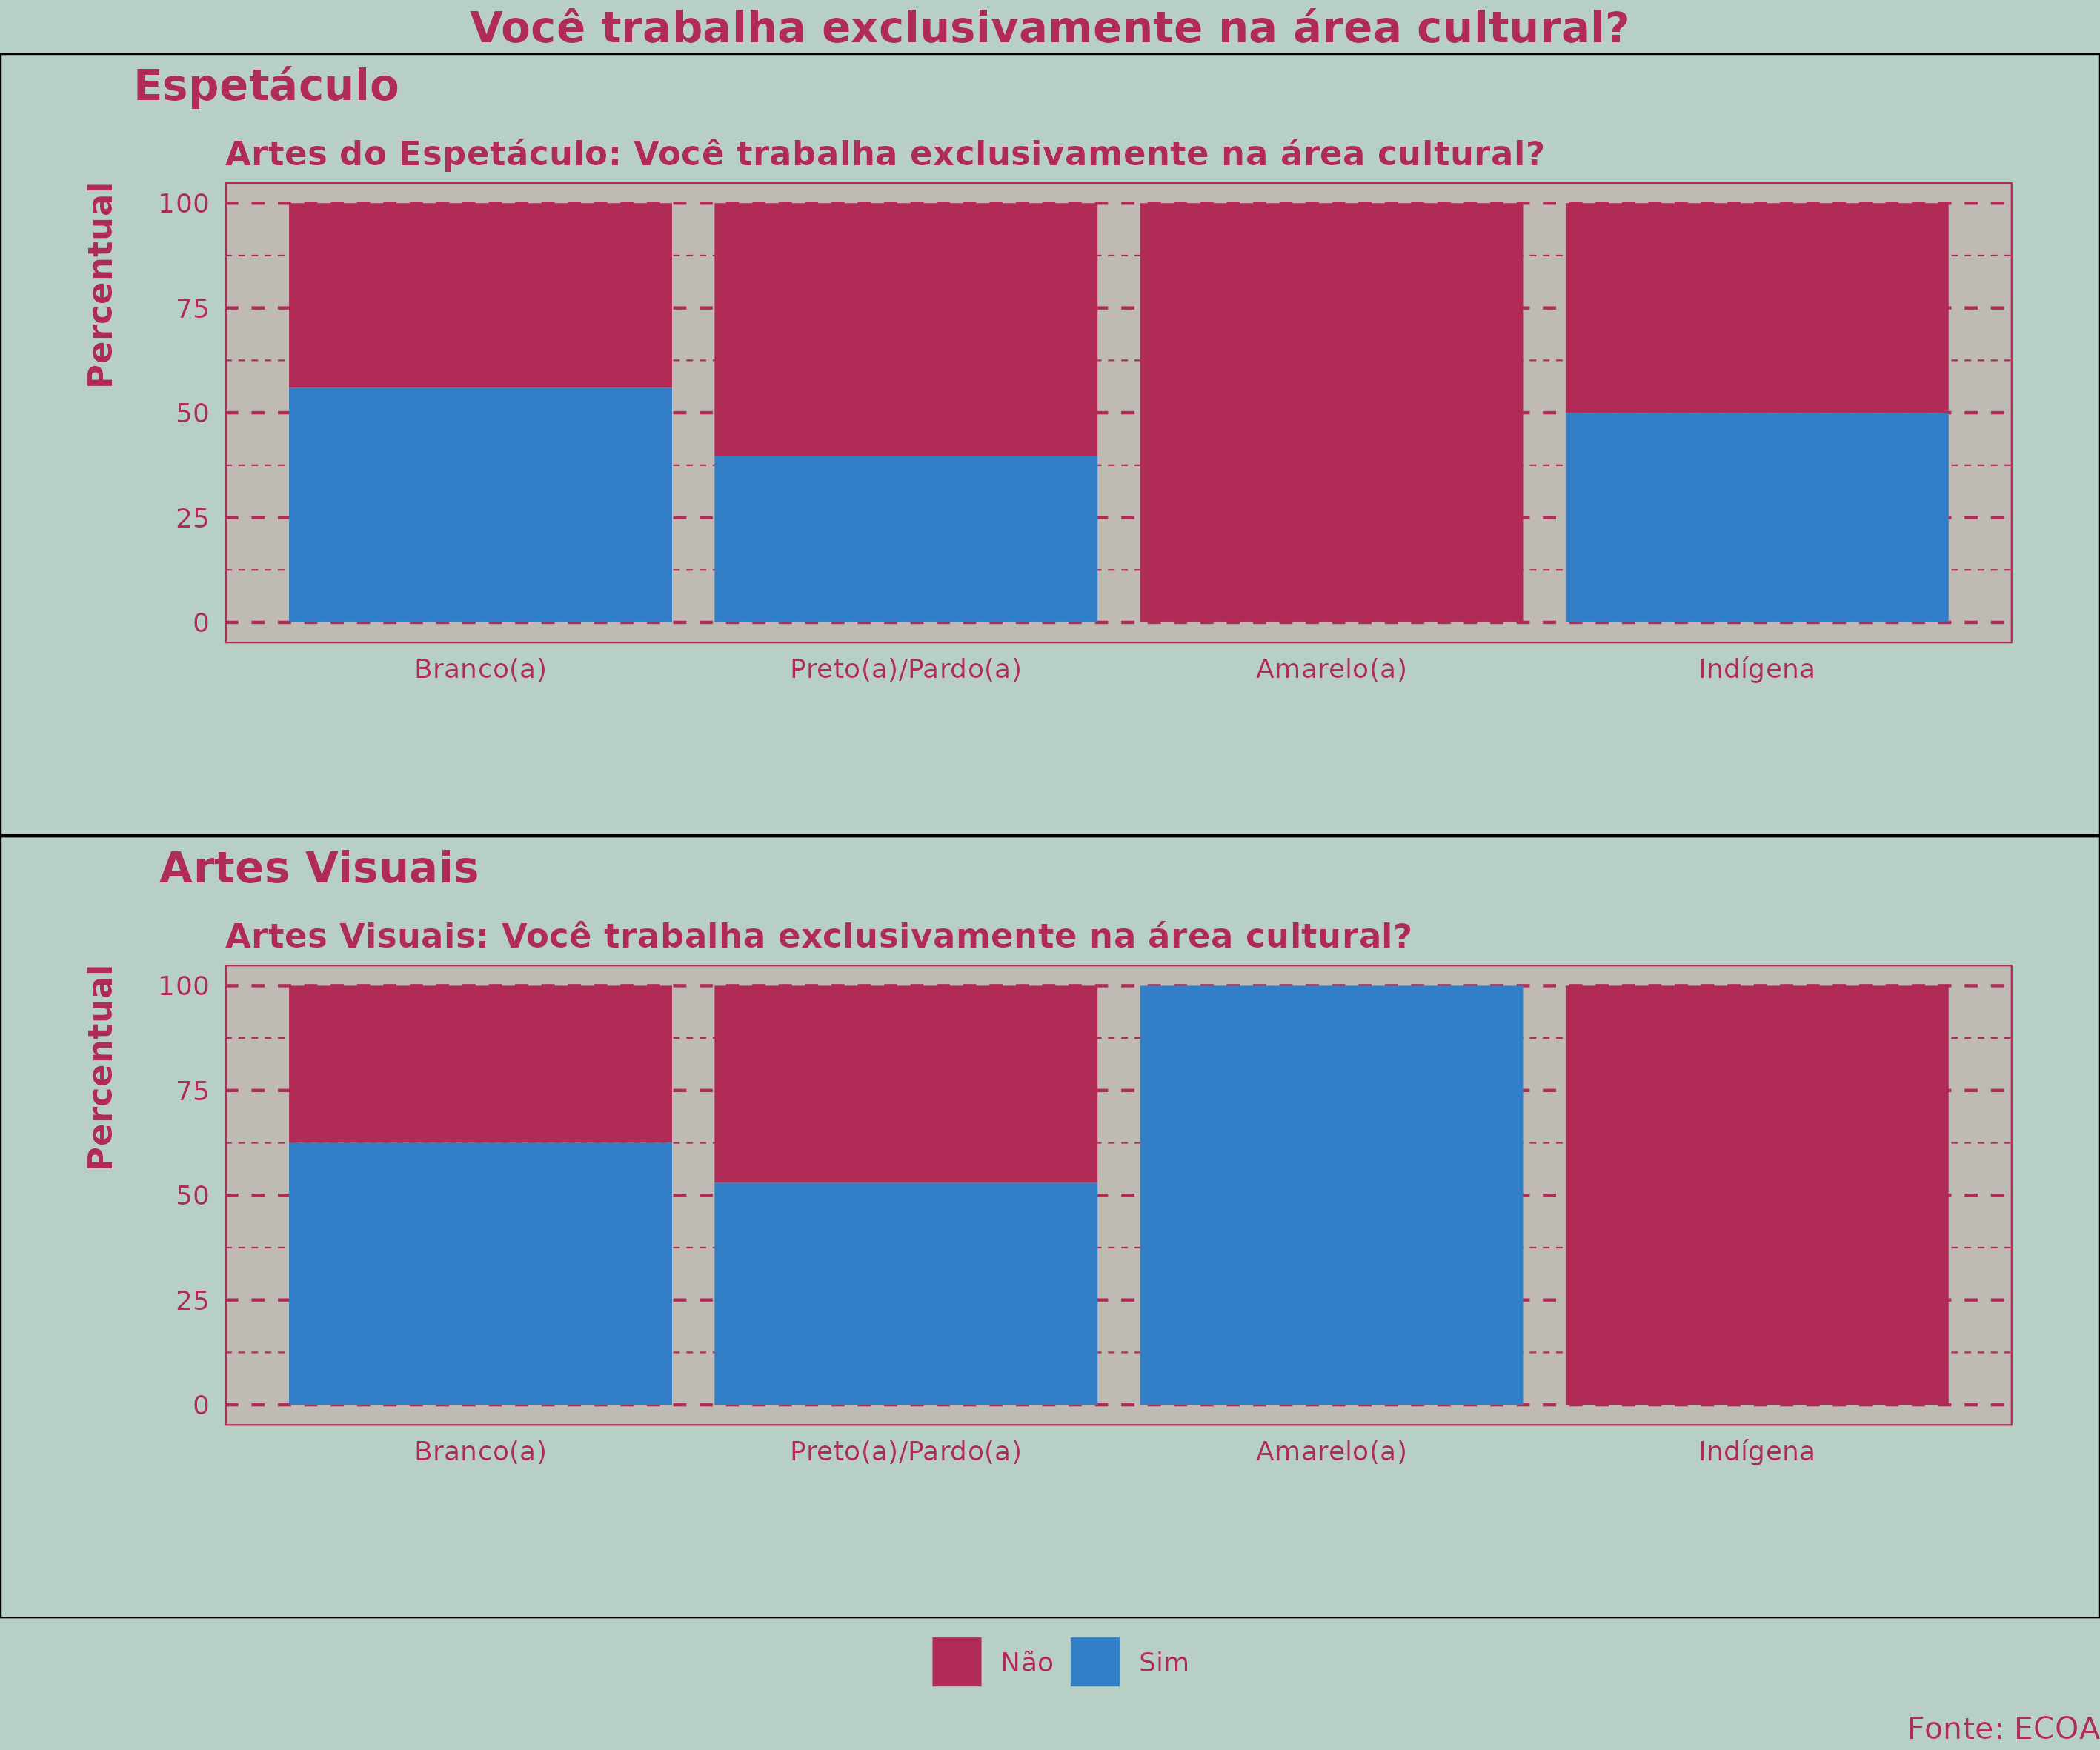 Você trabalha exclusivamente na área cultural?
Espetáculo
Artes do Espetáculo: Você trabalha exclusivamente na área cultural?
Percentual
100
75
50
25
0
Branco(a) Preto(a)/Pardo(a) Amarelo(a) Indígena
Artes Visuais
Artes Visuais: Você trabalha exclusivamente na área cultural?
Percentual
100
75
50
25
0
Branco(a) Preto(a)/Pardo(a) Amarelo(a) Indígena
Não Sim
Fonte: ECOA